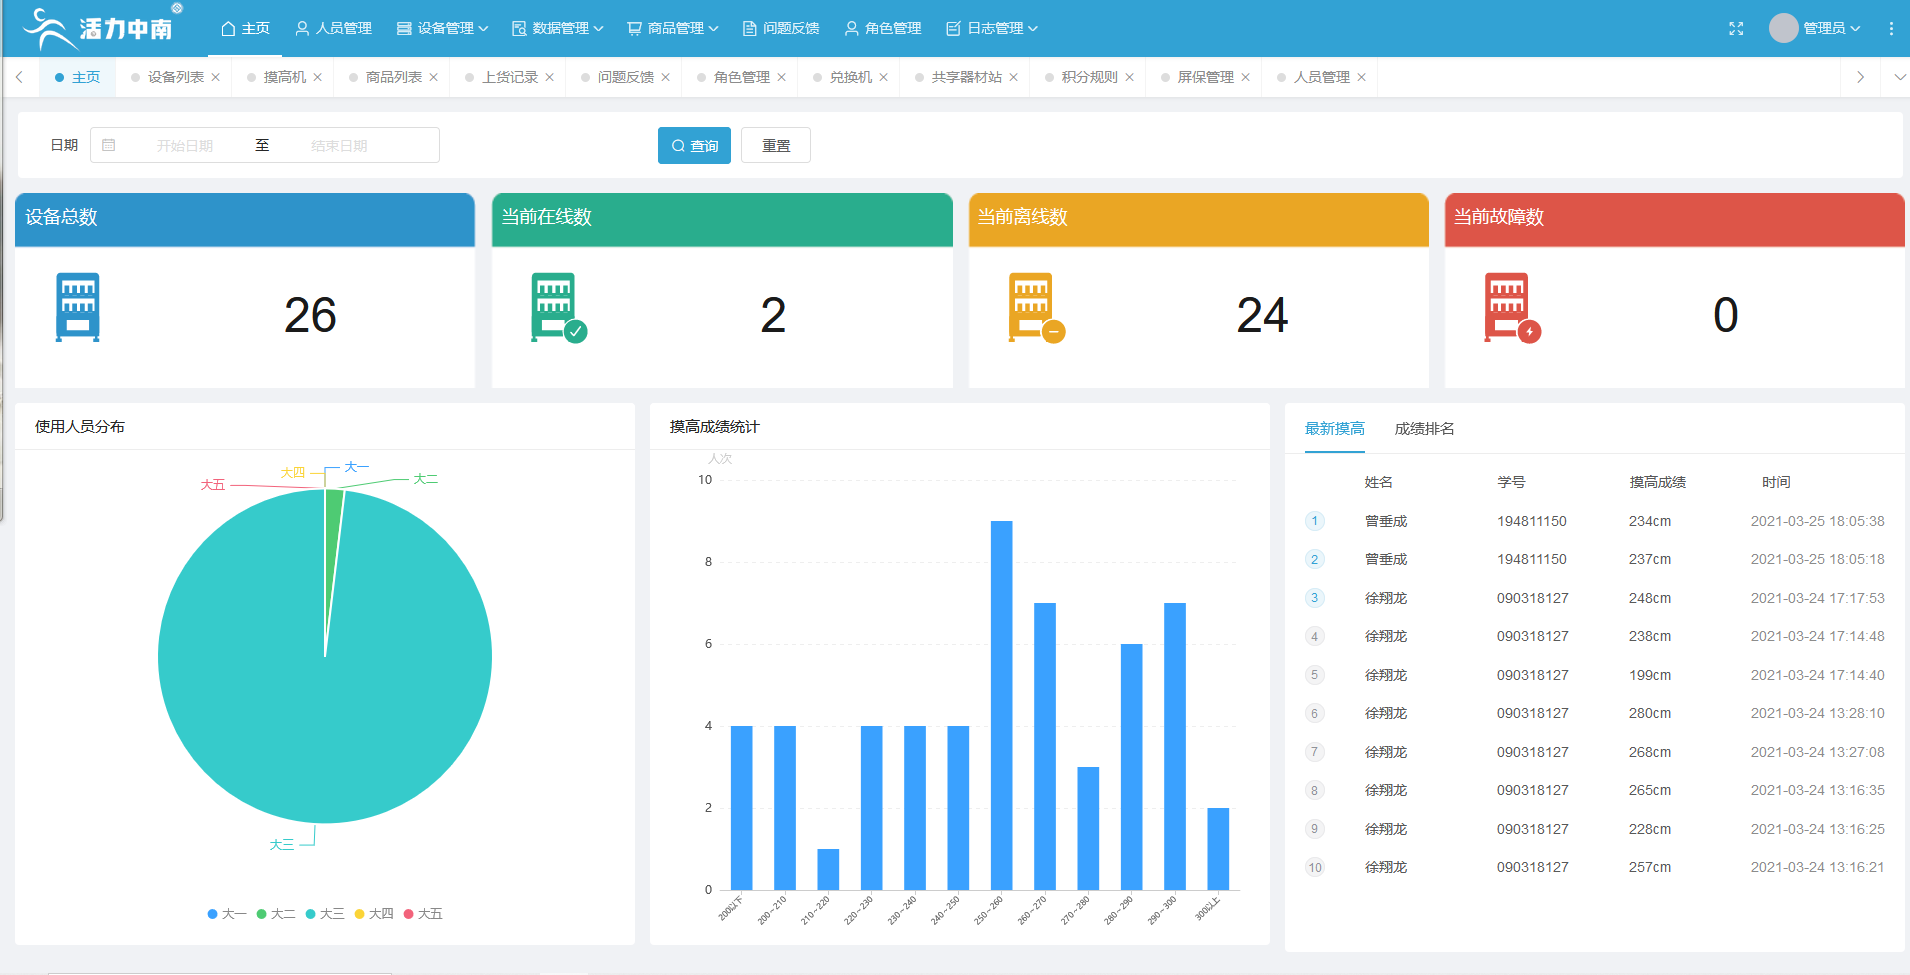 活力中南
主页 人员管理 设备管理 数据管理 商品管理 问题反馈 角色管理 日志管理 管理员
主页 设备列表 摸高机 商品列表 上货记录 问题反馈 角色管理 兑换机 共享器材站 积分规则 屏保管理 人员管理
日期 开始日期 至 结束日期 查询 重置
设备总数 当前在线数 当前离线数 当前故障数
26 2 24 0
使用人员分布
大四 大一
大五 大二
大三
大一 大二 大三 大四 大五
摸高成绩统计
人次
10
8
6
4
2
0
200以下 200~210 210~220 220~230 230~240 240~250 250~260 260~270 270~280 280~290 290~300 300以上
最新摸高 成绩排名
姓名 学号 摸高成绩 时间
1 曾垂成 194811150 234cm 2021-03-25 18:05:38
2 曾垂成 194811150 237cm 2021-03-25 18:05:18
3 徐翔龙 090318127 248cm 2021-03-24 17:17:53
4 徐翔龙 090318127 238cm 2021-03-24 17:14:48
5 徐翔龙 090318127 199cm 2021-03-24 17:14:40
6 徐翔龙 090318127 280cm 2021-03-24 13:28:10
7 徐翔龙 090318127 268cm 2021-03-24 13:27:08
8 徐翔龙 090318127 265cm 2021-03-24 13:16:35
9 徐翔龙 090318127 228cm 2021-03-24 13:16:25
10 徐翔龙 090318127 257cm 2021-03-24 13:16:21